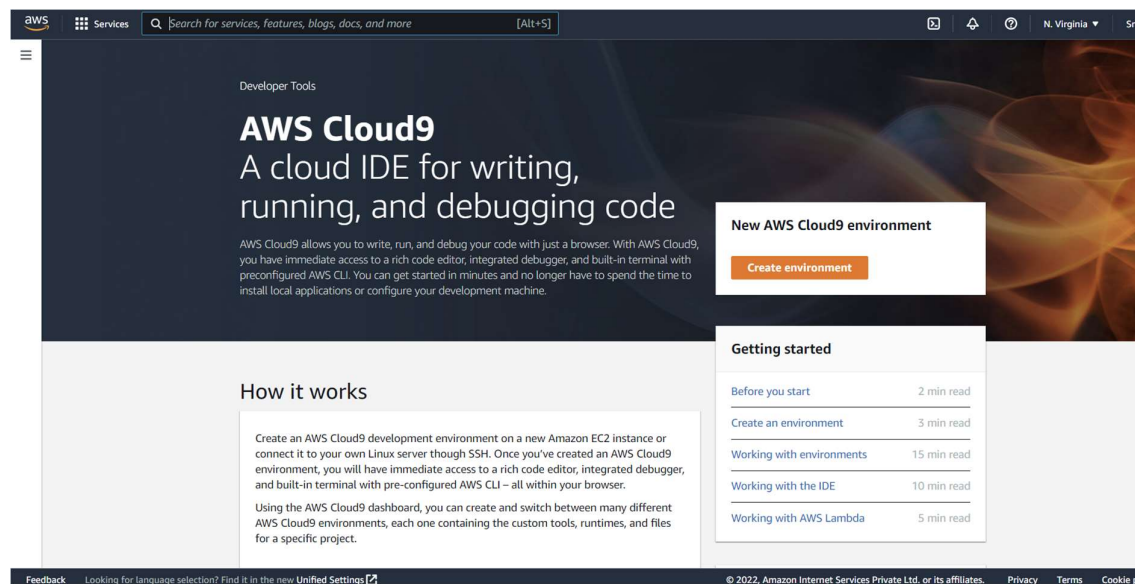 aws
Services
Search for services, features, blogs, docs, and more
[Alt+S]
N. Virginia
Developer Tools
AWS Cloud9
A cloud IDE for writing,
running, and debugging code
AWS Cloud9 allows you to write, run, and debug your code with just a browser. With AWS Cloud9,
you have immediate access to a rich code editor, integrated debugger, and built-in terminal with
preconfigured AWS CLI. You can get started in minutes and no longer have to spend the time to
install local applications or configure your development machine.
New AWS Cloud9 environment
Create environment
Getting started
Before you start 2 min read
Create an environment 3 min read
Working with environments 15 min read
Working with the IDE 10 min read
Working with AWS Lambda 5 min read
How it works
Create an AWS Cloud9 development environment on a new Amazon EC2 instance or
connect it to your own Linux server though SSH. Once you've created an AWS Cloud9
environment, you will have immediate access to a rich code editor, integrated debugger,
and built-in terminal with pre-configured AWS CLI – all within your browser.
Using the AWS Cloud9 dashboard, you can create and switch between many different
AWS Cloud9 environments, each one containing the custom tools, runtimes, and files
for a specific project.
Feedback
Looking for language selection? Find it in the new Unified Settings
© 2022, Amazon Internet Services Private Ltd. or its affiliates.
Privacy
Terms
Cookie